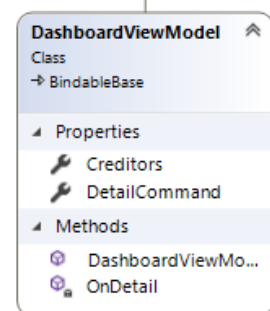 DashboardViewModel
Class
BindableBase
Properties
Creditors
DetailCommand
Methods
DashboardViewMo...
OnDetail